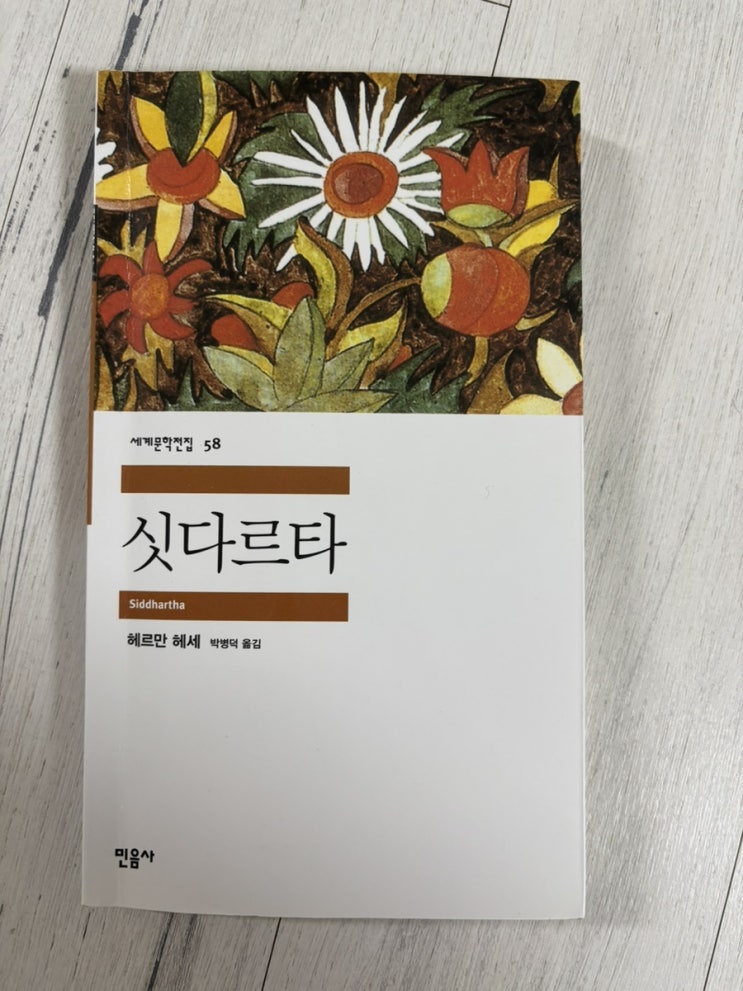 세계문학전집 58
싯다르타
Siddhartha
헤르만 헤세 박병덕 옮김
민음사